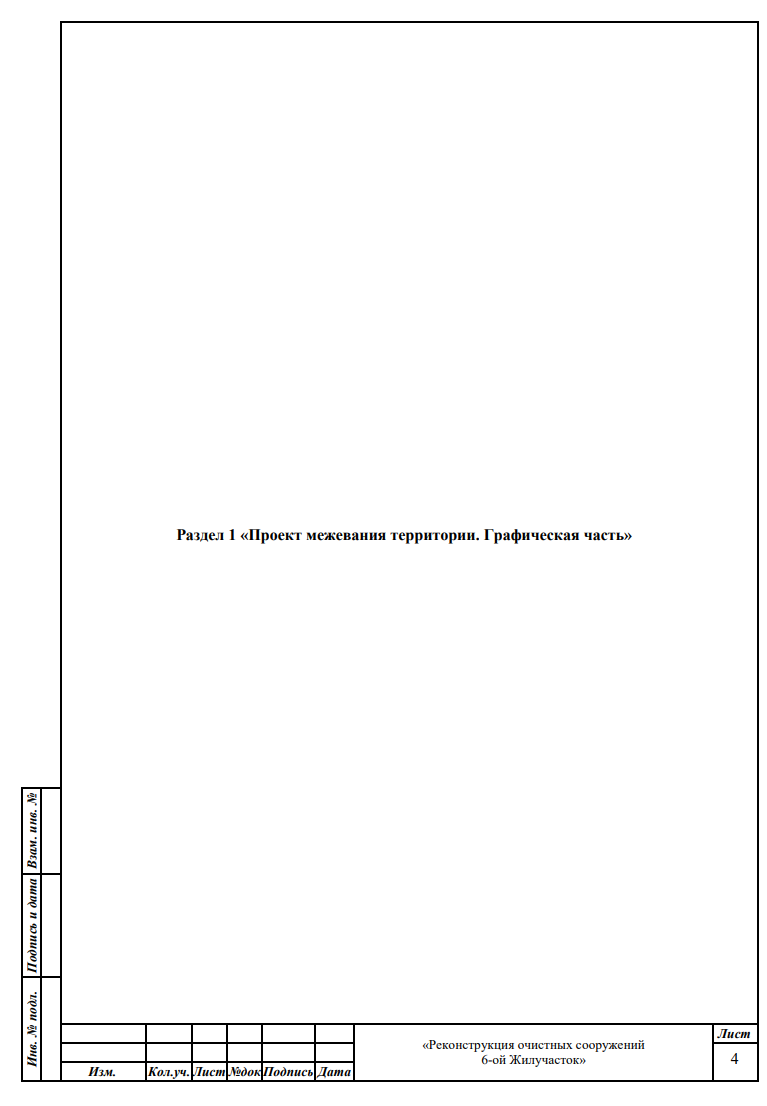 Раздел 1 «Проект межевания территории. Графическая часть»
Взам. инв. №
Подпись и дата
Инв. № подл.
«Реконструкция очистных сооружений
6-ой Жилучасток»
Лист
4
Изм. Кол.уч. Лист №док Подпись Дата